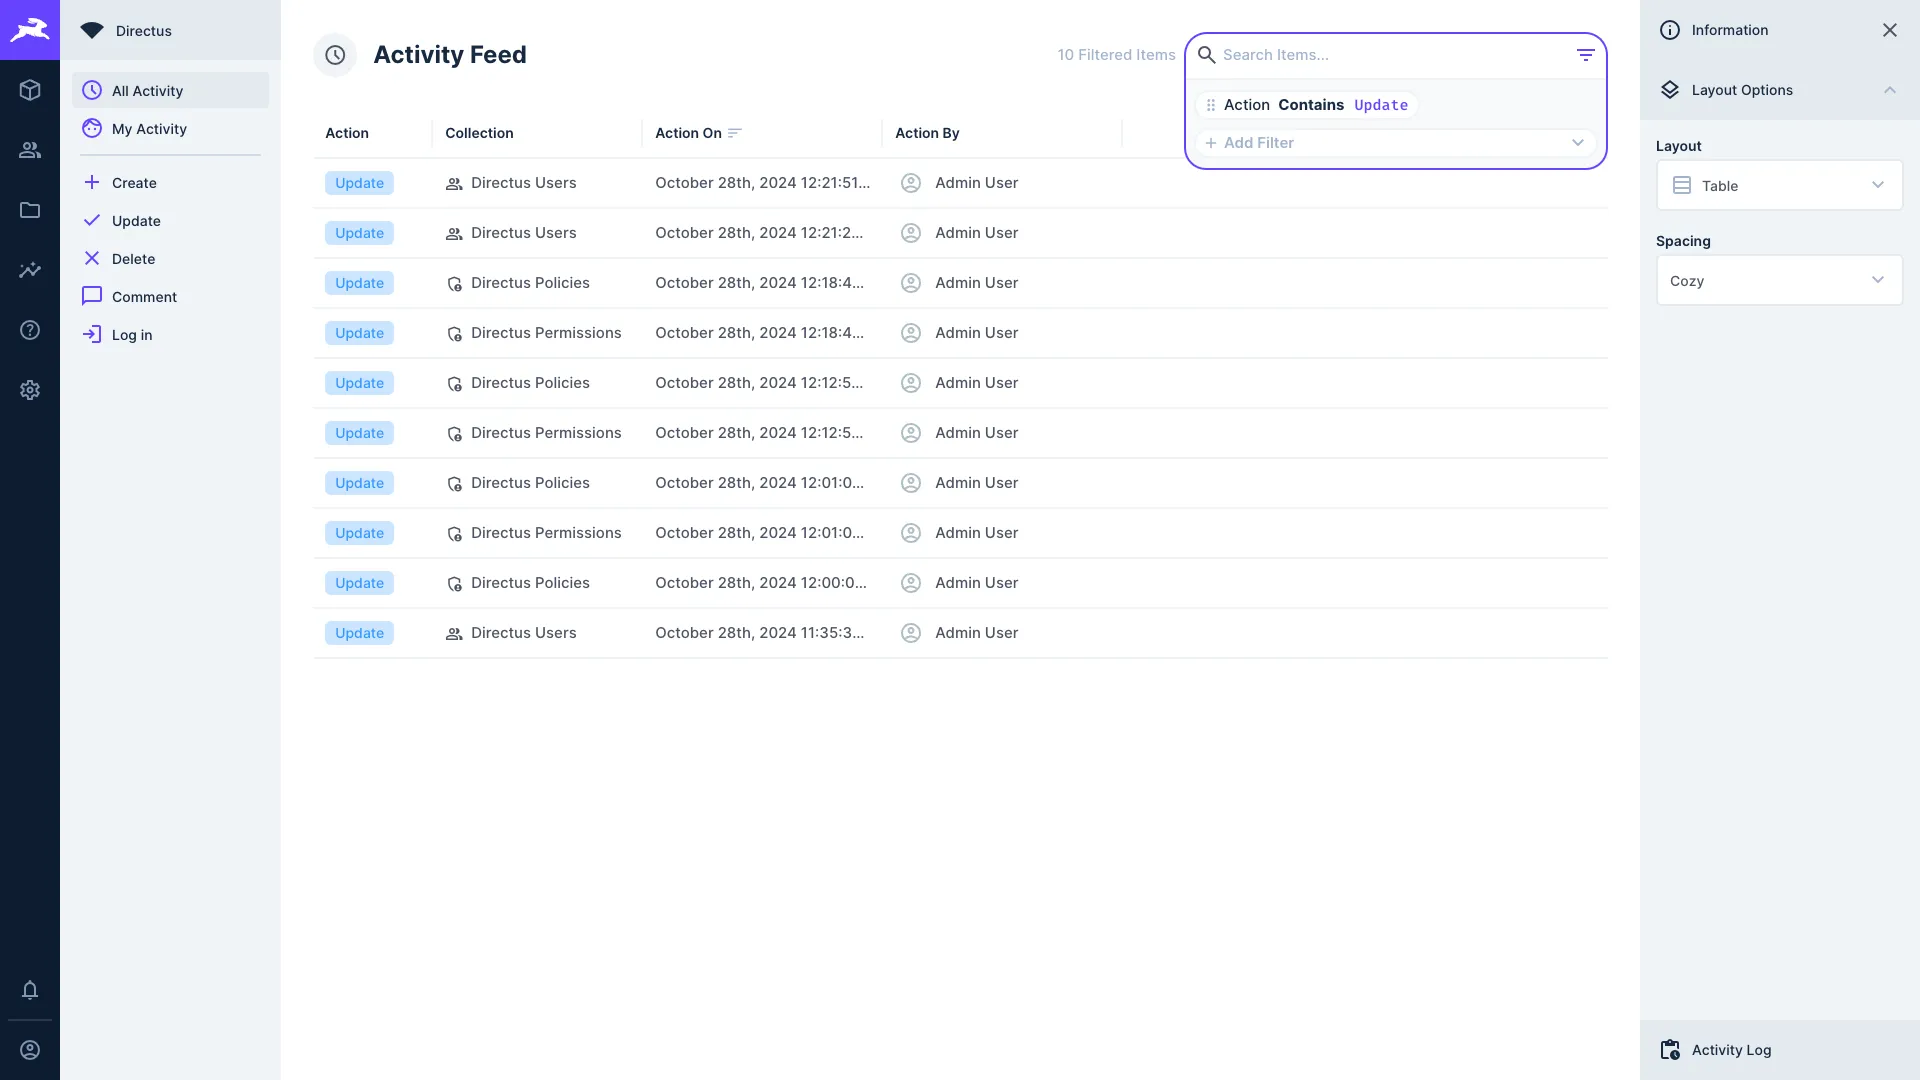 Directus
All Activity
My Activity
Create
Update
Delete
Comment
Log in
Activity Feed
10 Filtered Items
Search Items...
Action Contains Update
Add Filter
Action Collection Action On Action By
Update Directus Users October 28th, 2024 12:21:51... Admin User
Update Directus Users October 28th, 2024 12:21:2... Admin User
Update Directus Policies October 28th, 2024 12:18:4... Admin User
Update Directus Permissions October 28th, 2024 12:18:4... Admin User
Update Directus Policies October 28th, 2024 12:12:5... Admin User
Update Directus Permissions October 28th, 2024 12:12:5... Admin User
Update Directus Policies October 28th, 2024 12:01:0... Admin User
Update Directus Permissions October 28th, 2024 12:01:0... Admin User
Update Directus Policies October 28th, 2024 12:00:0... Admin User
Update Directus Users October 28th, 2024 11:35:3... Admin User
Information
Layout Options
Layout
Table
Spacing
Cozy
Activity Log